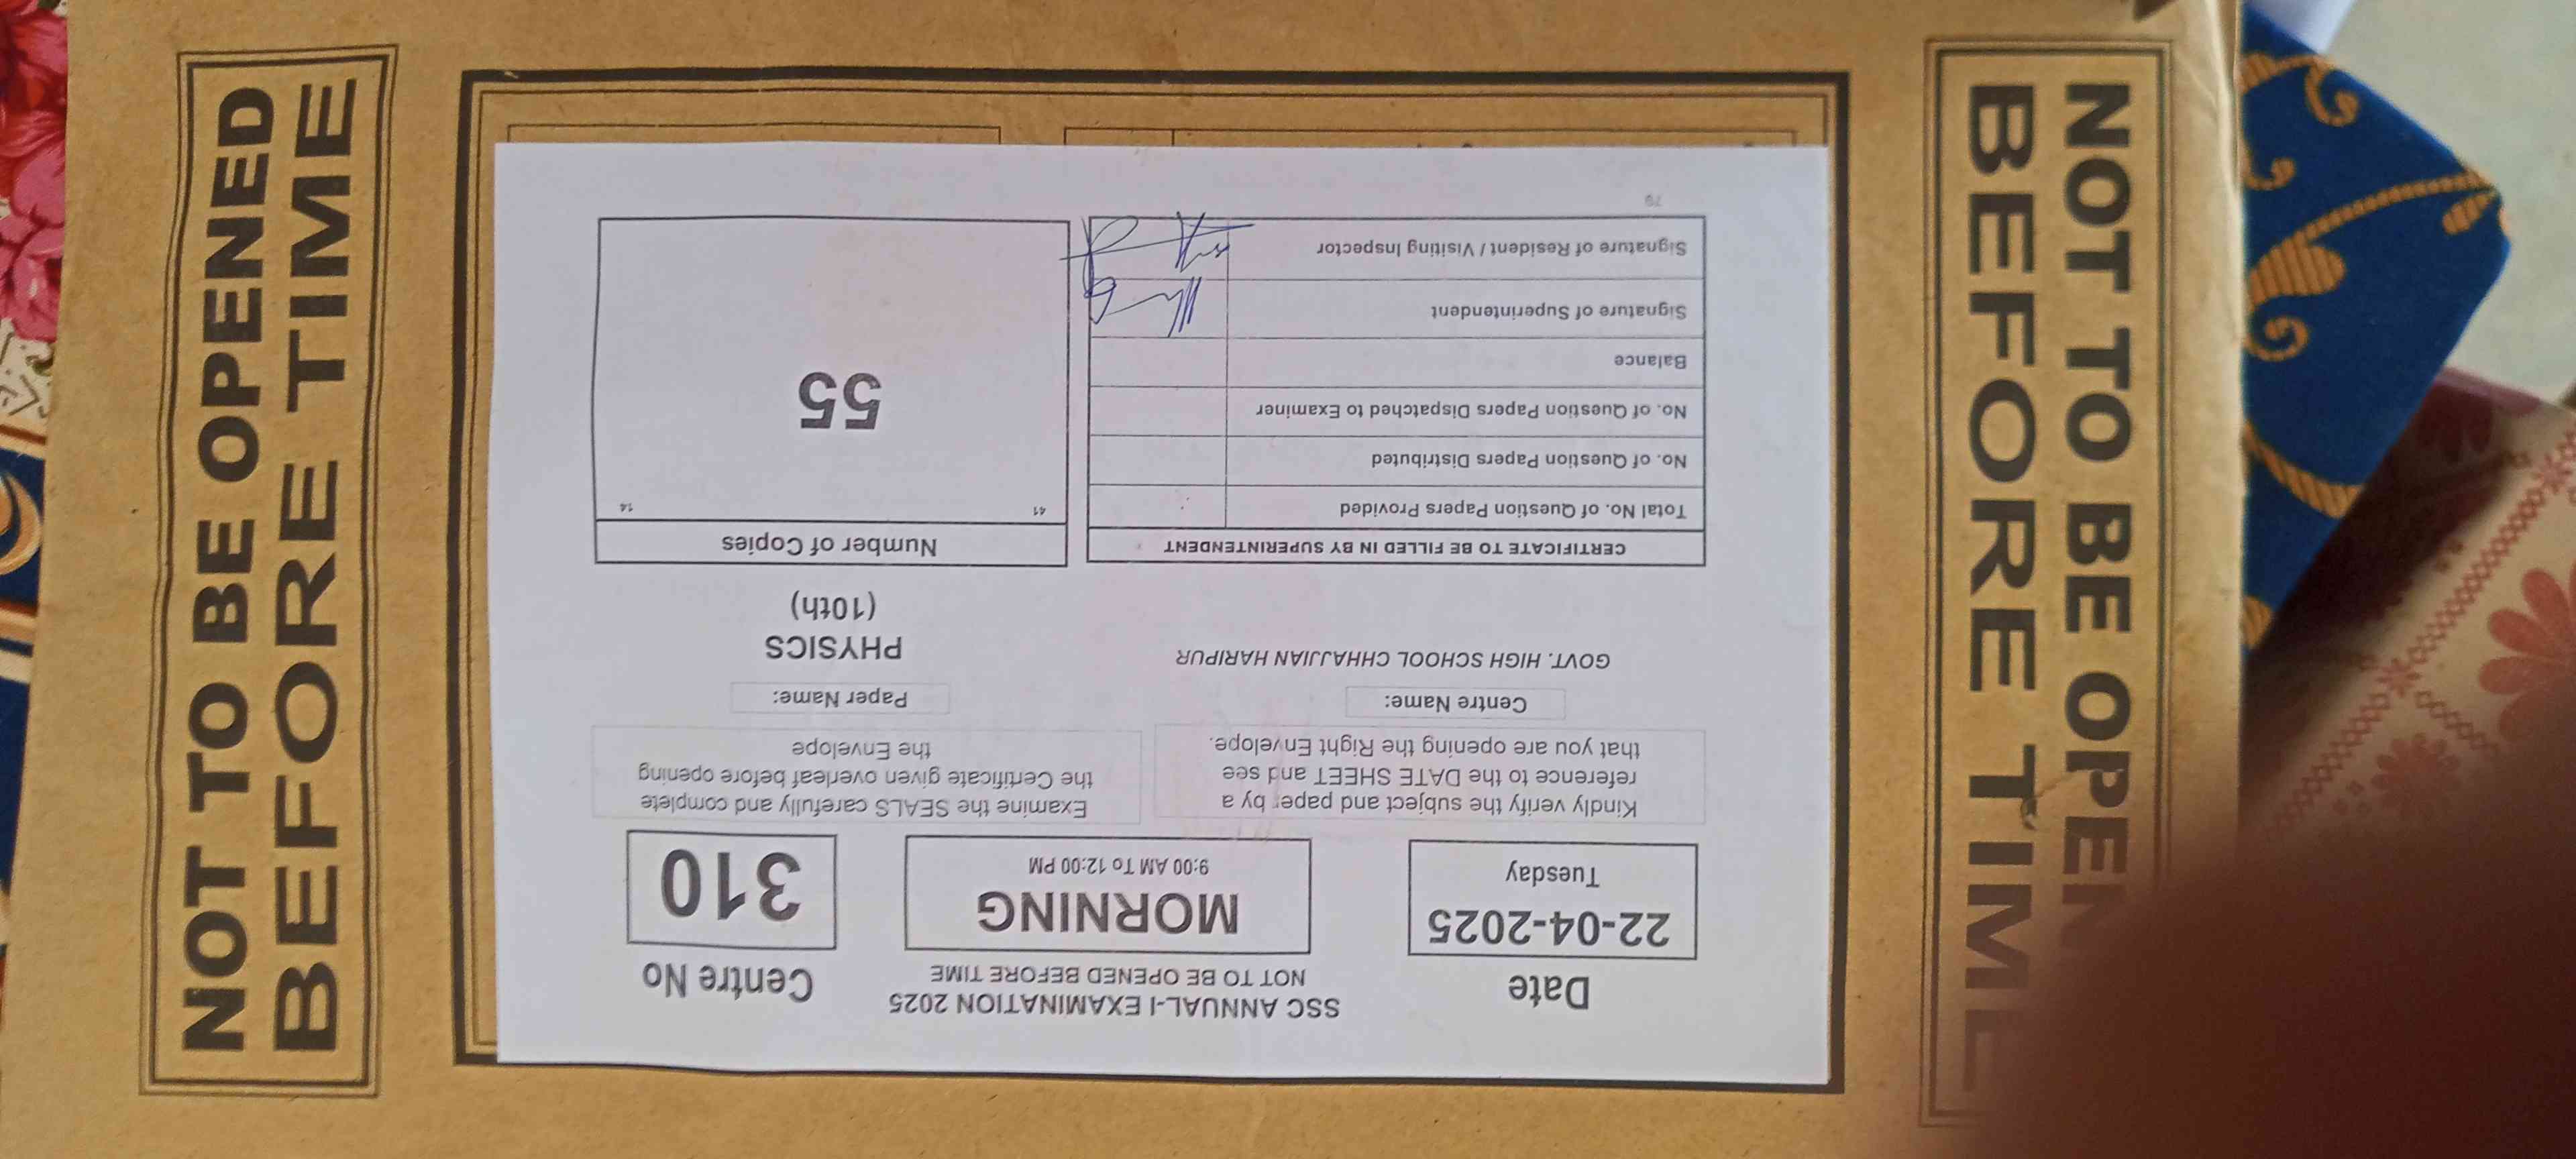 NOT TO BE OPENED
BEFORE TIME
SSC ANNUAL-I EXAMINATION 2025
NOT TO BE OPENED BEFORE TIME
Date
22-04-2025
Tuesday
MORNING
9:00 AM To 12:00 PM
Centre No
310
Kindly verify the subject and paper by a
reference to the DATE SHEET and see
that you are opening the Right Envelope.
Examine the SEALS carefully and complete
the Certificate given overleaf before opening
the Envelope
Centre Name:
GOVT. HIGH SCHOOL CHHAJJIAN HARIPUR
Paper Name:
PHYSICS
(10th)
CERTIFICATE TO BE FILLED IN BY SUPERINTENDENT
Total No. of Question Papers Provided
No. of Question Papers Distributed
No. of Question Papers Dispatched to Examiner
Balance
Signature of Superintendent
Signature of Resident / Visiting Inspector
Number of Copies
41 14
55
NOT TO BE OPEN
BEFORE TIME